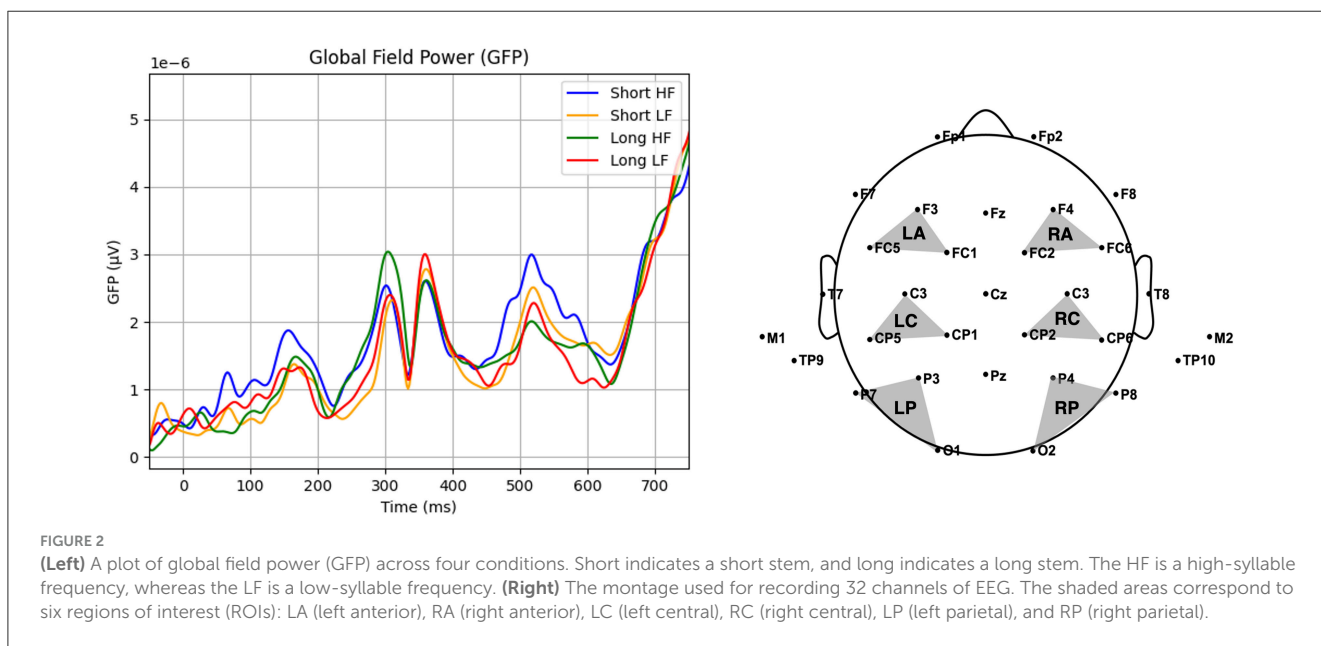 Global Field Power (GFP)
1e−6
Short HF
Short LF
Long HF
Long LF
5
4
3
2
1
0
GFP (μV)
0 100 200 300 400 500 600 700
Time (ms)
Fp1 Fp2
F7 F8
F3 Fz F4
LA RA
FC5 FC1 FC2 FC6
T7 C3 Cz C3 T8
LC RC
M1 CP5 CP1 CP2 CP6 M2
TP9 TP10
P3 Pz P4
P7 P8
LP RP
O1 O2
FIGURE 2
(Left) A plot of global field power (GFP) across four conditions. Short indicates a short stem, and long indicates a long stem. The HF is a high-syllable
frequency, whereas the LF is a low-syllable frequency. (Right) The montage used for recording 32 channels of EEG. The shaded areas correspond to
six regions of interest (ROIs): LA (left anterior), RA (right anterior), LC (left central), RC (right central), LP (left parietal), and RP (right parietal).